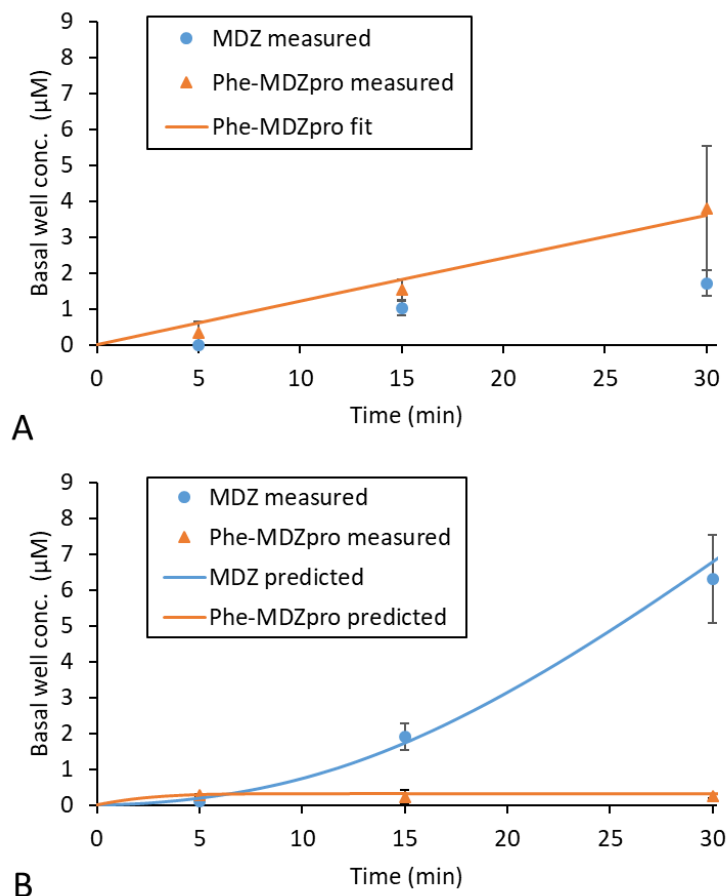 9
8
7
6
5
4
3
2
1
0
Basal well conc. (µM)
MDZ measured
Phe-MDZpro measured
Phe-MDZpro fit
0 5 10 15 20 25 30
Time (min)
A
9
8
7
6
5
4
3
2
1
0
Basal well conc. (µM)
MDZ measured
Phe-MDZpro measured
MDZ predicted
Phe-MDZpro predicted
0 5 10 15 20 25 30
Time (min)
B